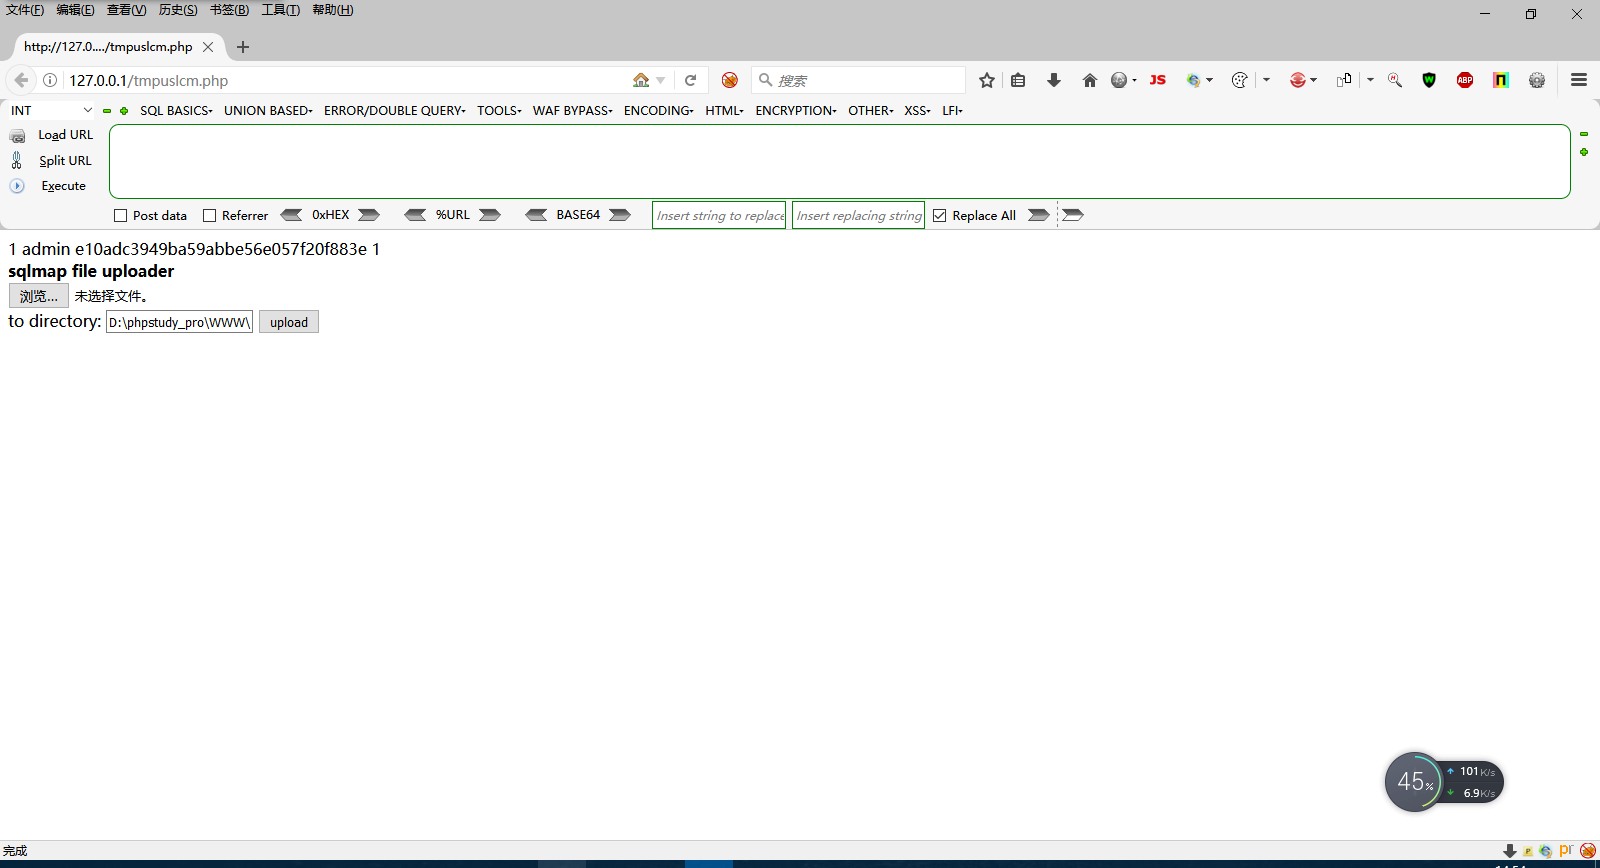 文件(F) 编辑(E) 查看(V) 历史(S) 书签(B) 工具(T) 帮助(H)
http://127.0..../tmpuslcm.php
127.0.0.1/tmpuslcm.php 搜索 JS ABP
INT SQL BASICS UNION BASED ERROR/DOUBLE QUERY TOOLS WAF BYPASS ENCODING HTML ENCRYPTION OTHER XSS LFI
Load URL
Split URL
Execute
Post data Referrer 0xHEX %URL BASE64 Insert string to replace Insert replacing string Replace All
1 admin e10adc3949ba59abbe56e057f20f883e 1
sqlmap file uploader
浏览... 未选择文件。
to directory: D:\phpstudy_pro\WWW\ upload
45% 101K/s
6.9K/s
完成 pr